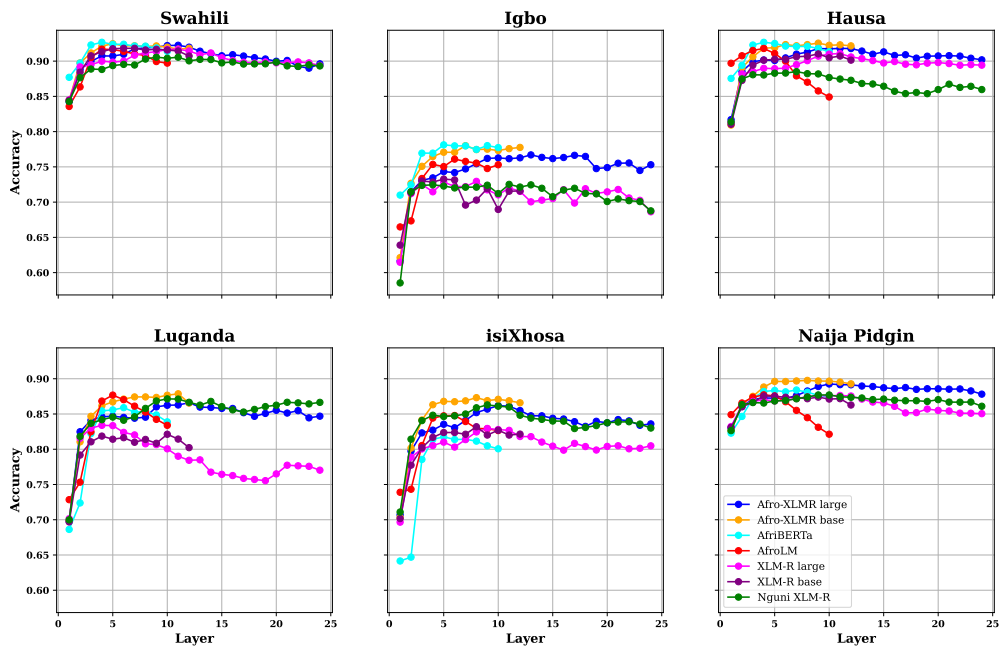 Swahili Igbo Hausa
0.90
0.85
0.80
0.75
0.70
0.65
0.60
Accuracy
Luganda isiXhosa Naija Pidgin
0.90
0.85
0.80
0.75
0.70
0.65
0.60
Accuracy
Afro-XLMR large
Afro-XLMR base
AfriBERTa
AfroLM
XLM-R large
XLM-R base
Nguni XLM-R
0 5 10 15 20 25 0 5 10 15 20 25 0 5 10 15 20 25
Layer Layer Layer